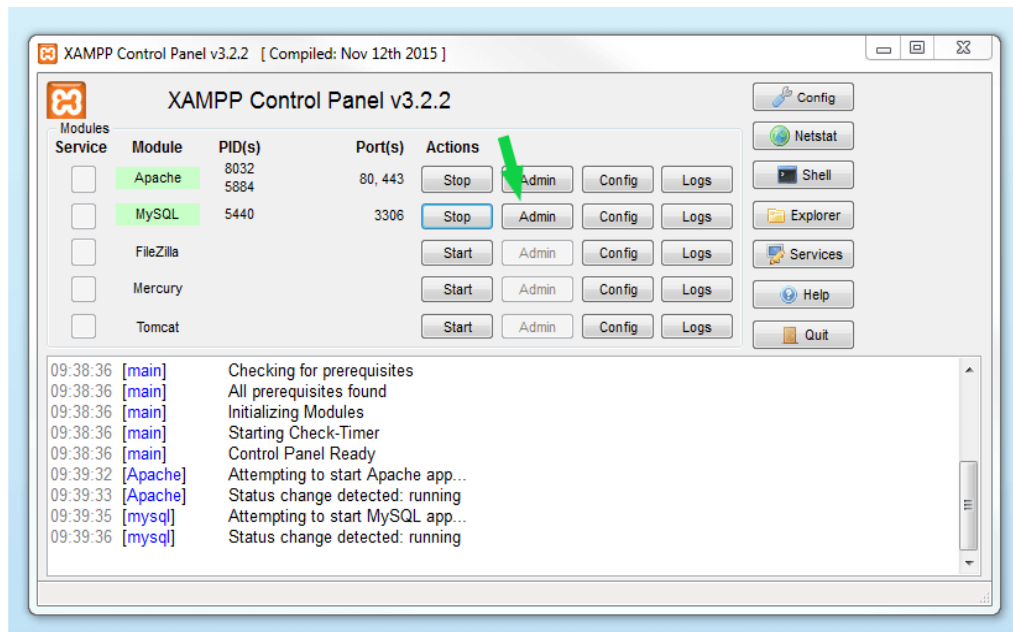 XAMPP Control Panel v3.2.2 [ Compiled: Nov 12th 2015 ]
XAMPP Control Panel v3.2.2
Config
Modules
Service Module PID(s) Port(s) Actions
Netstat
Apache 8032 5884 80, 443 Stop Admin Config Logs
Shell
MySQL 5440 3306 Stop Admin Config Logs
Explorer
FileZilla Start Admin Config Logs
Services
Mercury Start Admin Config Logs
Help
Tomcat Start Admin Config Logs
Quit
09:38:36 [main] Checking for prerequisites
09:38:36 [main] All prerequisites found
09:38:36 [main] Initializing Modules
09:38:36 [main] Starting Check-Timer
09:38:36 [main] Control Panel Ready
09:39:32 [Apache] Attempting to start Apache app...
09:39:33 [Apache] Status change detected: running
09:39:35 [mysql] Attempting to start MySQL app...
09:39:36 [mysql] Status change detected: running